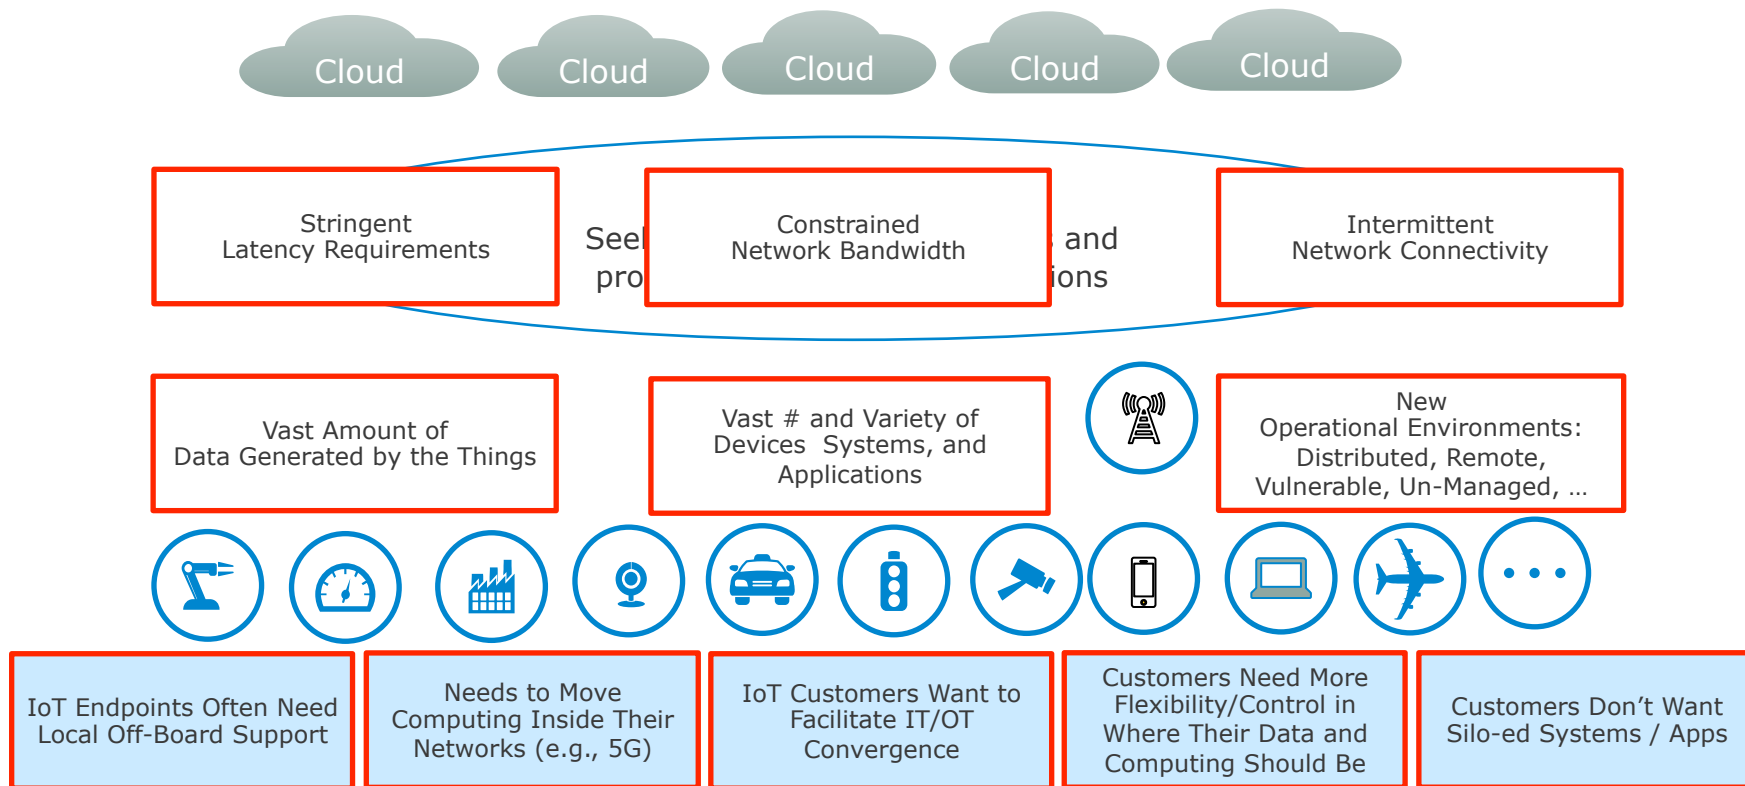 Cloud
Cloud
Cloud
Cloud
Cloud
Stringent
Latency Requirements
Constrained
Network Bandwidth
and
Intermittent
Network Connectivity
Vast Amount of
Data Generated by the Things
Vast # and Variety of
Devices Systems, and
Applications
New
Operational Environments:
Distributed, Remote,
Vulnerable, Un-Managed, …
IoT Endpoints Often Need
Local Off-Board Support
Needs to Move
Computing Inside Their
Networks (e.g., 5G)
IoT Customers Want to
Facilitate IT/OT
Convergence
Customers Need More
Flexibility/Control in
Where Their Data and
Computing Should Be
Customers Don’t Want
Silo-ed Systems / Apps